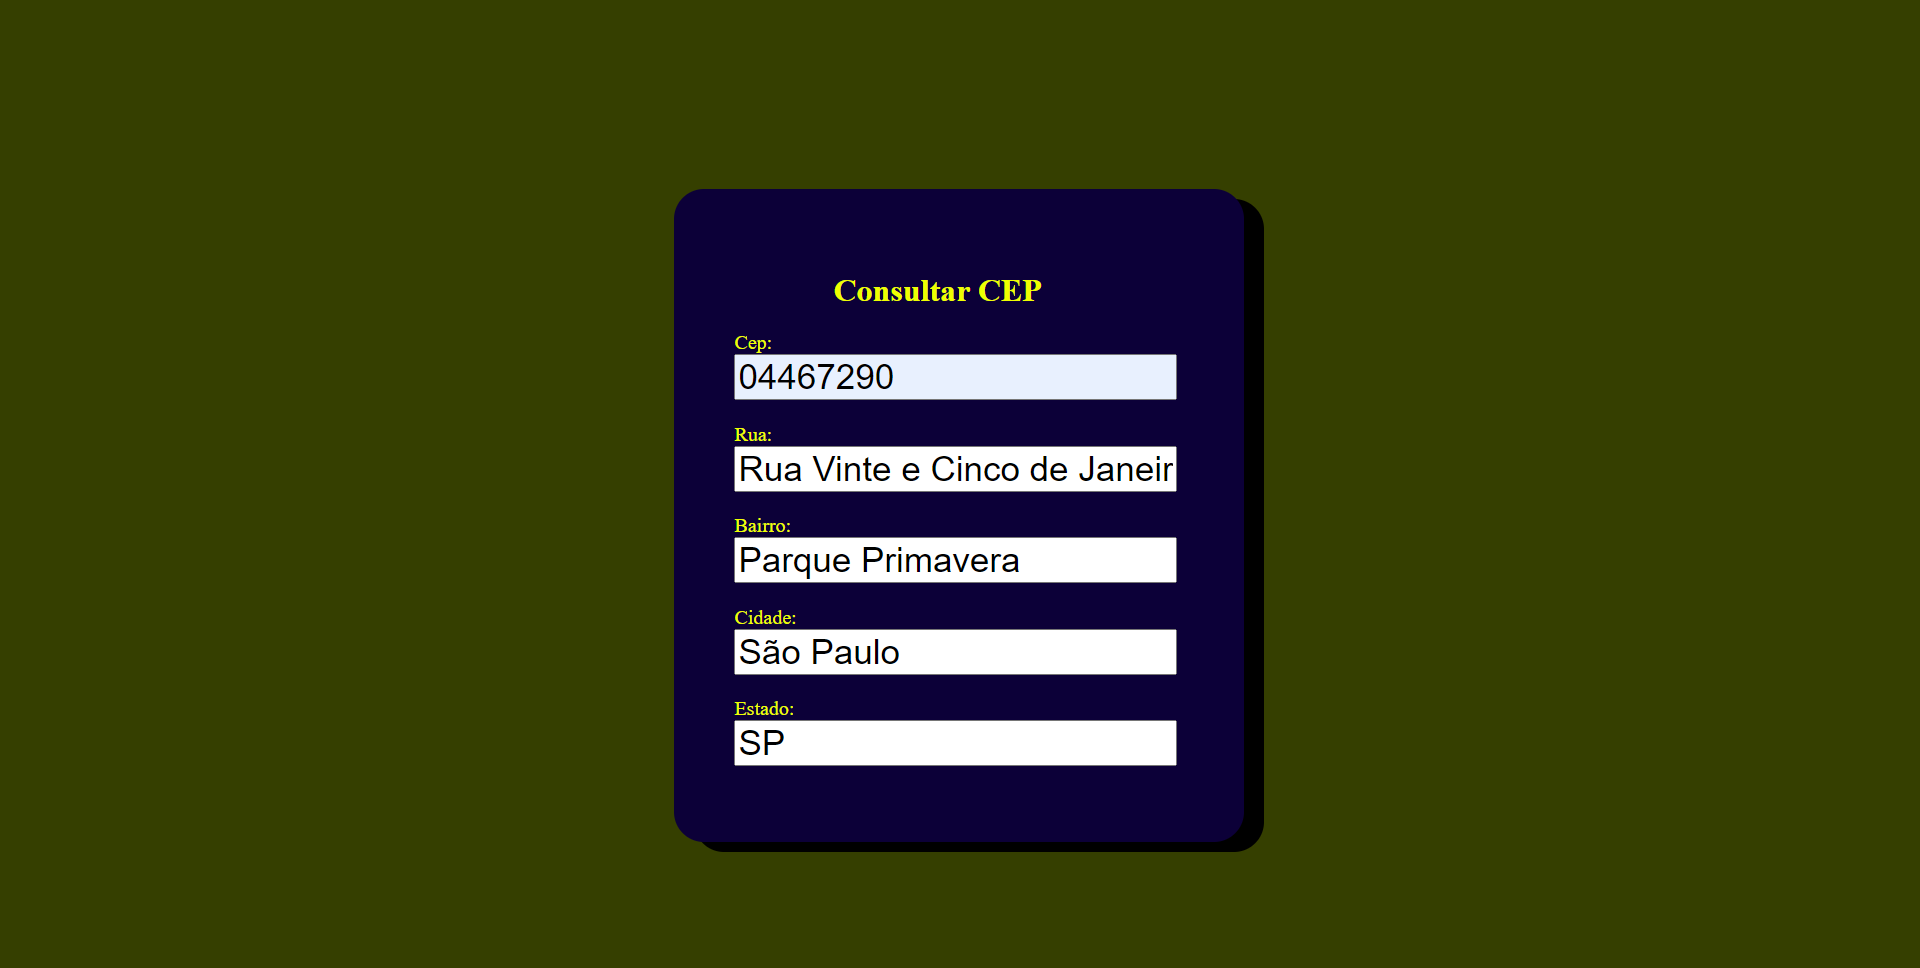 Consultar CEP
Cep:
04467290
Rua:
Rua Vinte e Cinco de Janeir
Bairro:
Parque Primavera
Cidade:
São Paulo
Estado:
SP